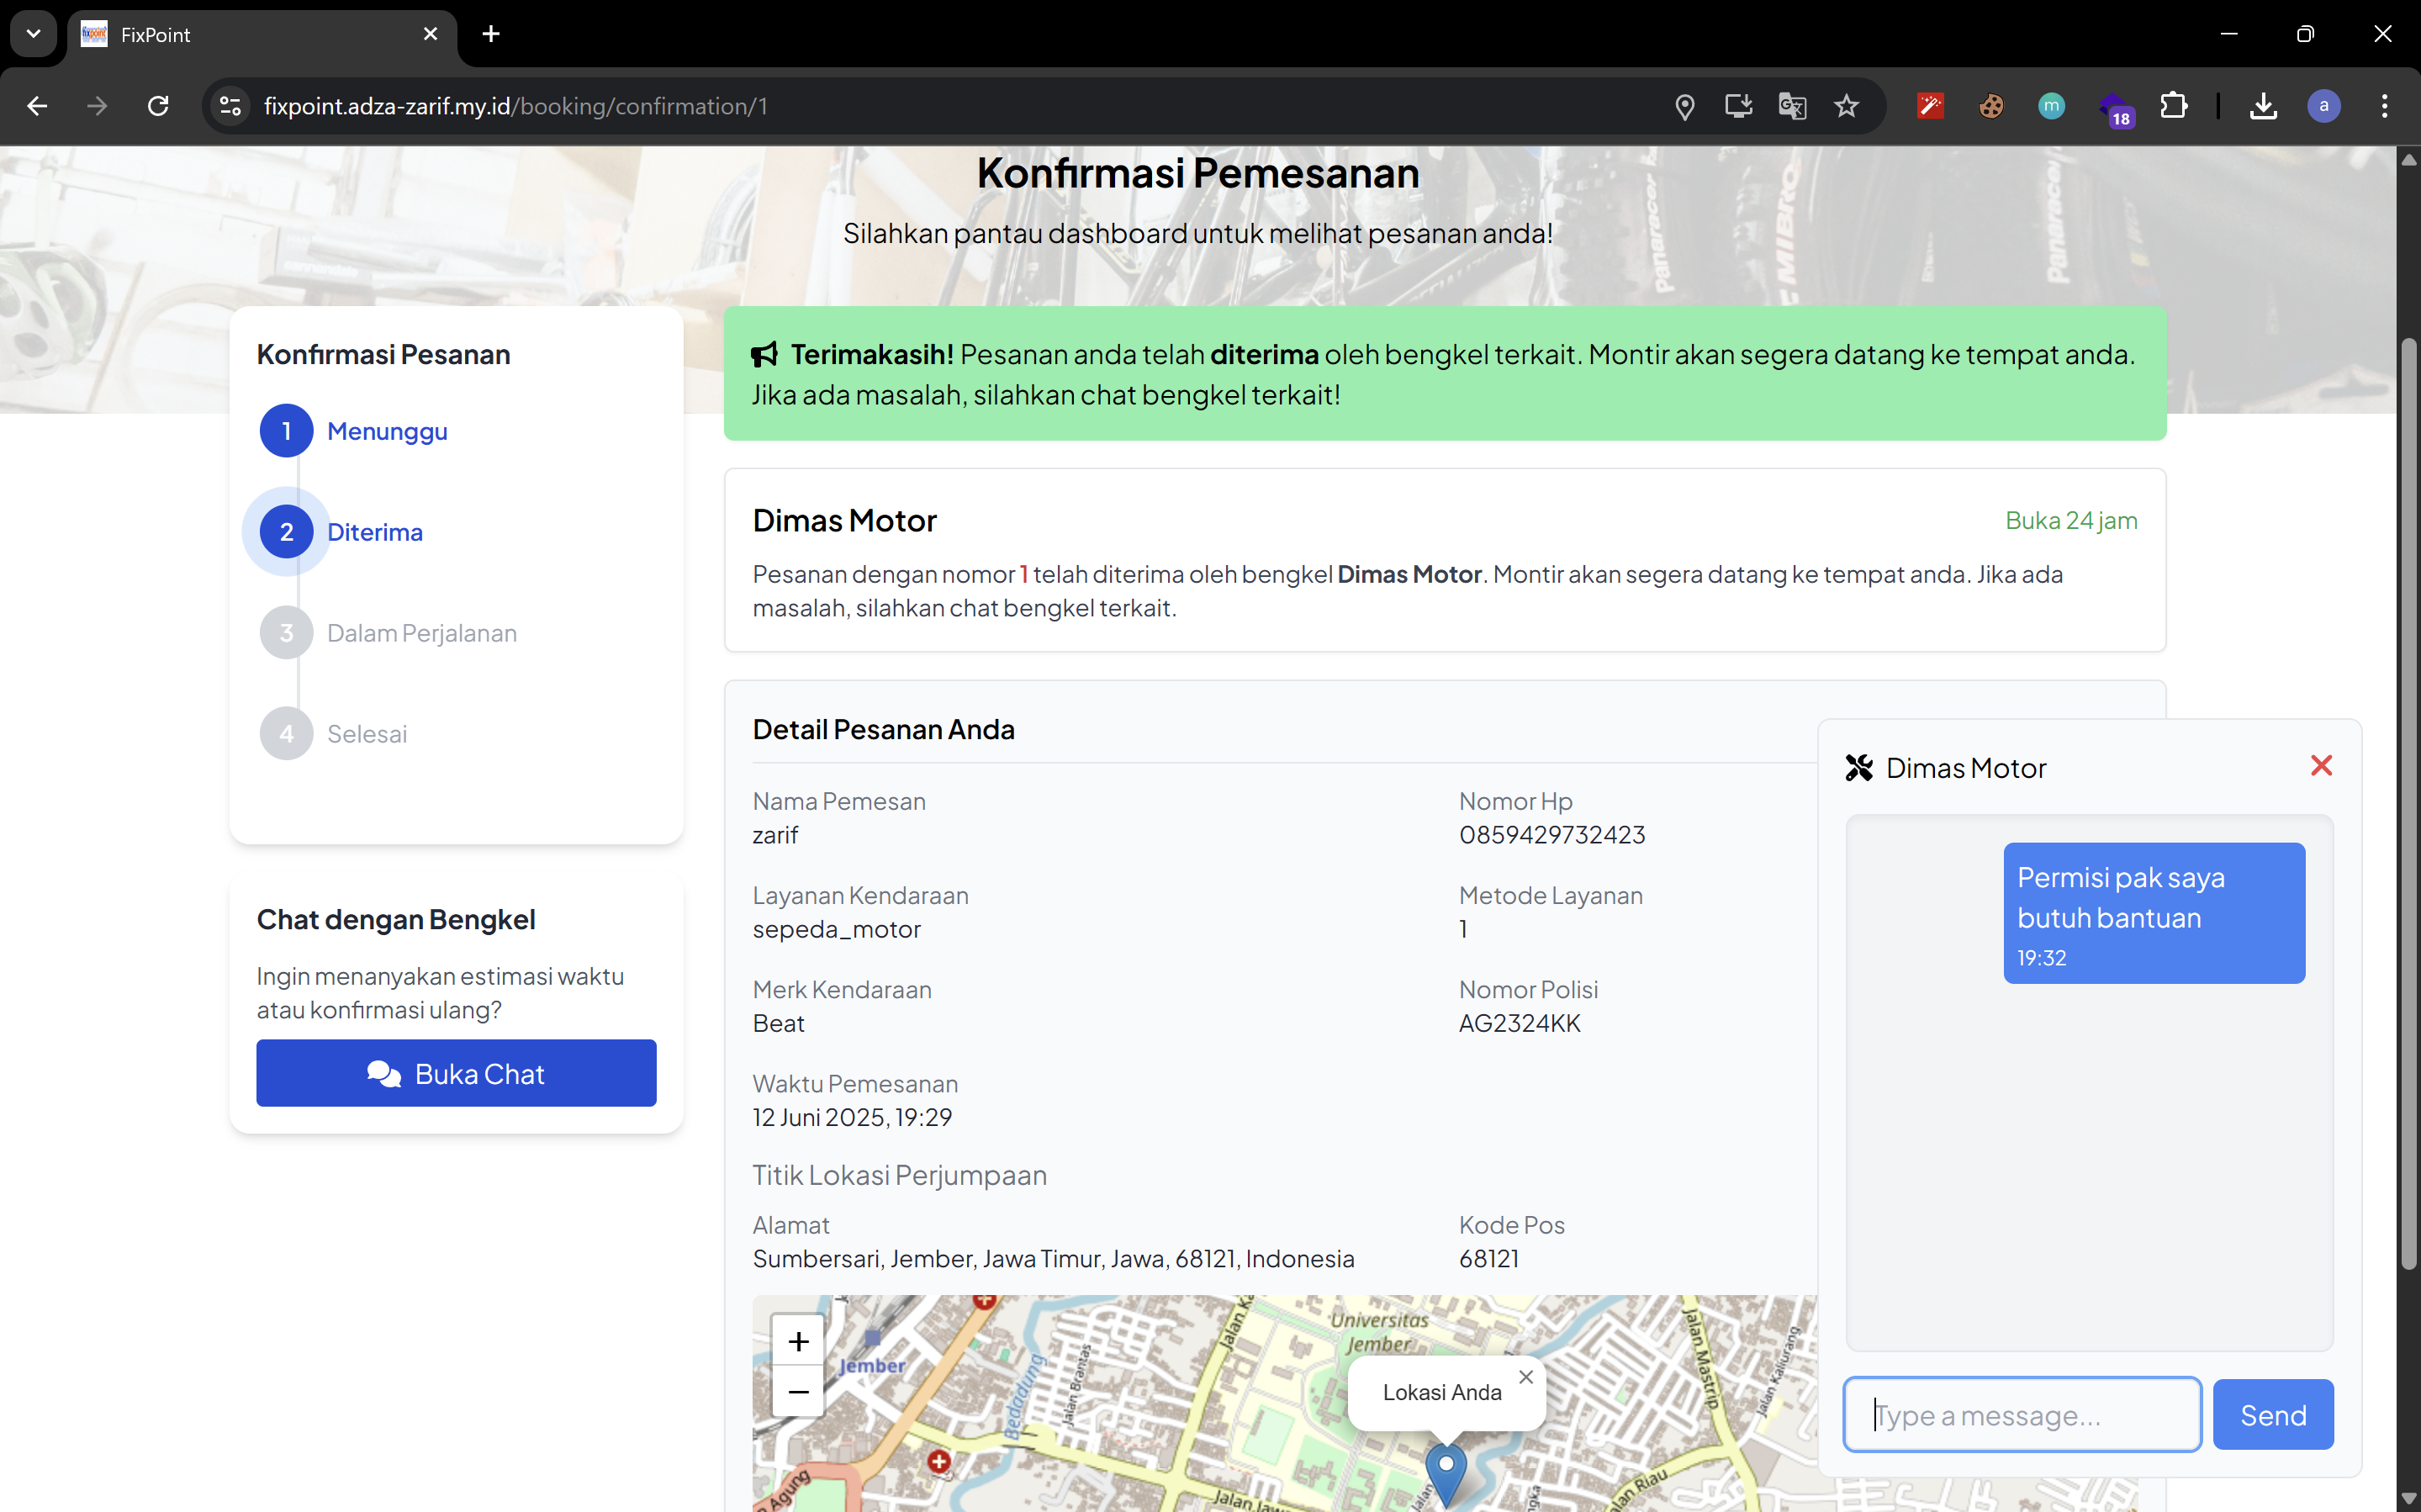 FixPoint
fixpoint.adza-zarif.my.id/booking/confirmation/1
m
18
a
Konfirmasi Pemesanan
Silahkan pantau dashboard untuk melihat pesanan anda!
Konfirmasi Pesanan
1 Menunggu
2 Diterima
3 Dalam Perjalanan
4 Selesai
Chat dengan Bengkel
Ingin menanyakan estimasi waktu
atau konfirmasi ulang?
Buka Chat
Terimakasih! Pesanan anda telah diterima oleh bengkel terkait. Montir akan segera datang ke tempat anda.
Jika ada masalah, silahkan chat bengkel terkait!
Dimas Motor
Buka 24 jam
Pesanan dengan nomor 1 telah diterima oleh bengkel Dimas Motor. Montir akan segera datang ke tempat anda. Jika ada
masalah, silahkan chat bengkel terkait.
Detail Pesanan Anda
Nama Pemesan
zarif
Nomor Hp
0859429732423
Layanan Kendaraan
sepeda_motor
Metode Layanan
1
Merk Kendaraan
Beat
Nomor Polisi
AG2324KK
Waktu Pemesanan
12 Juni 2025, 19:29
Titik Lokasi Perjumpaan
Alamat
Sumbersari, Jember, Jawa Timur, Jawa, 68121, Indonesia
Kode Pos
68121
+
−
Jember
Bedadung
Jalan Brantas
Universitas
Jember
Jalan Mastrip
Jalan Kaliurang
Lokasi Anda
Agung
Riau
Dimas Motor
Permisi pak saya
butuh bantuan
19:32
Type a message...
Send
Panaracer
Panaracer